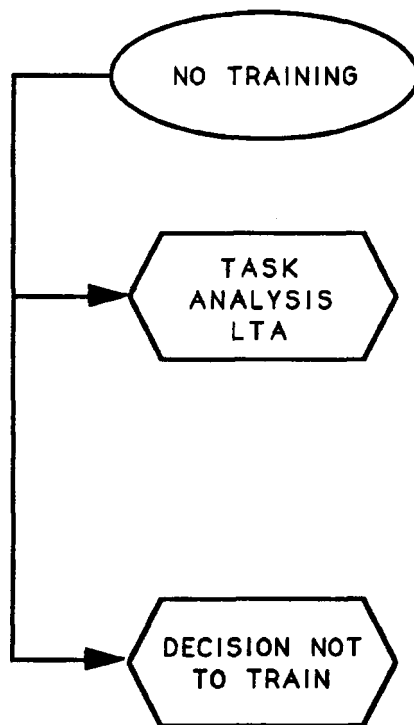 NO TRAINING
TASK
ANALYSIS
LTA
DECISION NOT
TO TRAIN